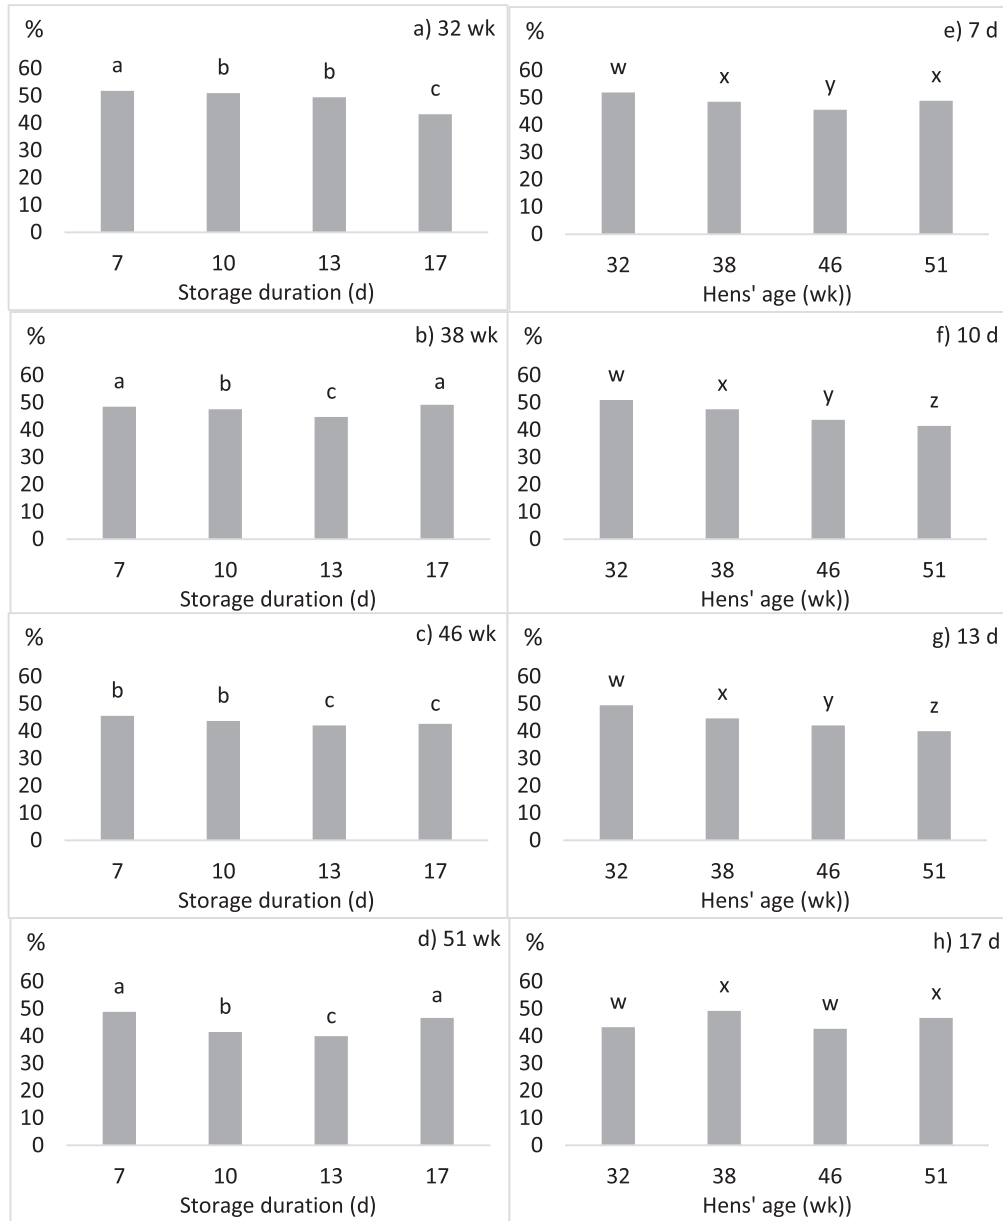 % a) 32 wk
60
50
40
30
20
10
0
a b b c
7 10 13 17
Storage duration (d)
% e) 7 d
60
50
40
30
20
10
0
w x y x
32 38 46 51
Hens' age (wk))
% b) 38 wk
60
50
40
30
20
10
0
a b c a
7 10 13 17
Storage duration (d)
% f) 10 d
60
50
40
30
20
10
0
w x y z
32 38 46 51
Hens' age (wk))
% c) 46 wk
60
50
40
30
20
10
0
b b c c
7 10 13 17
Storage duration (d)
% g) 13 d
60
50
40
30
20
10
0
w x y z
32 38 46 51
Hens' age (wk))
% d) 51 wk
60
50
40
30
20
10
0
a b c a
7 10 13 17
Storage duration (d)
% h) 17 d
60
50
40
30
20
10
0
w x w x
32 38 46 51
Hens' age (wk))